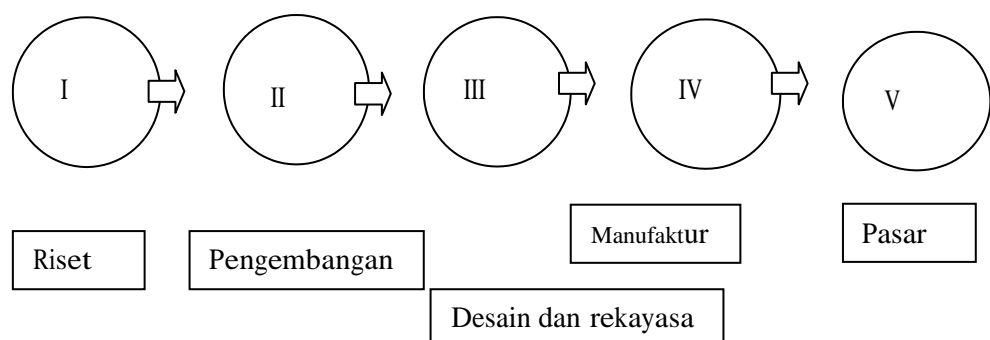 I
II
III
IV
V
Riset
Pengembangan
Desain dan rekayasa
Manufaktur
Pasar